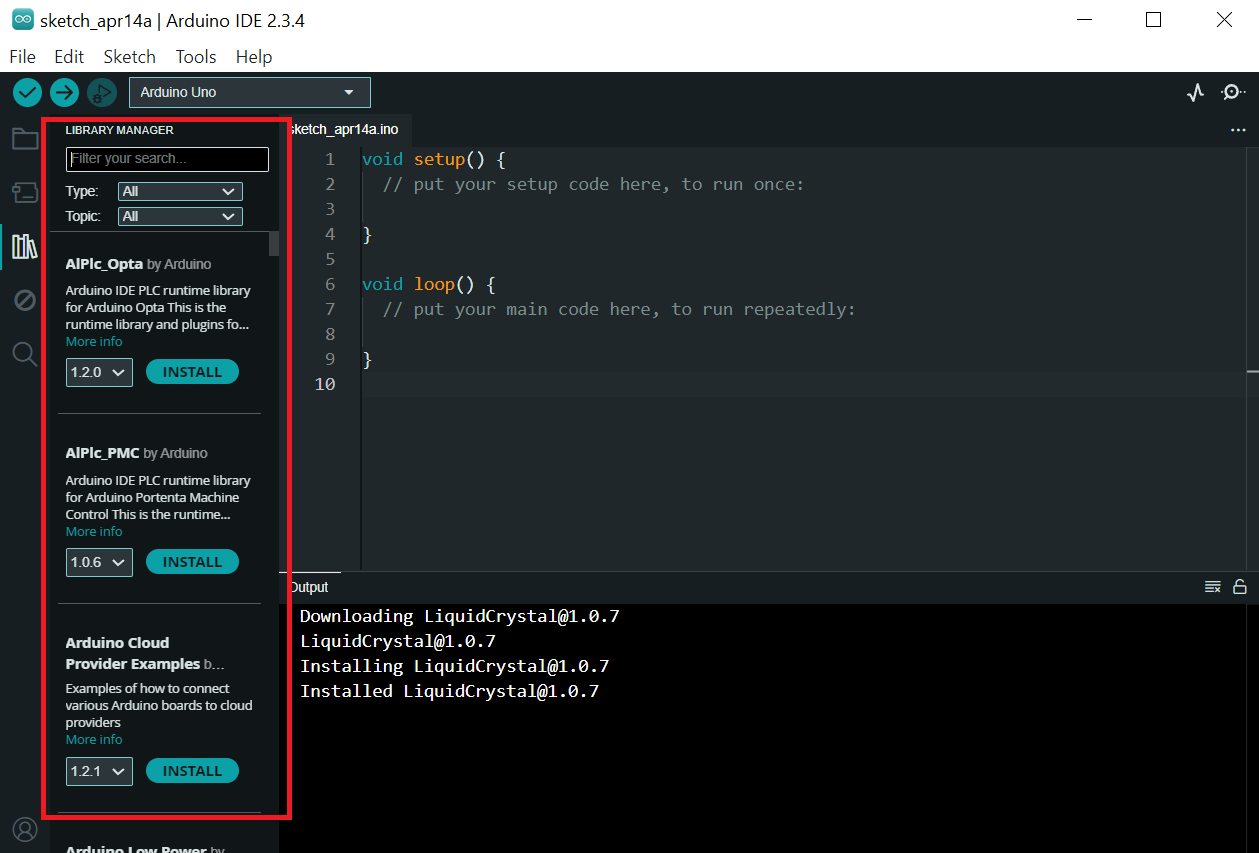 sketch_apr14a | Arduino IDE 2.3.4
File Edit Sketch Tools Help
Arduino Uno
LIBRARY MANAGER
Filter your search...
Type: All
Topic: All
AlPlc_Opta by Arduino
Arduino IDE PLC runtime library
for Arduino Opta This is the
runtime library and plugins fo...
More info
1.2.0 INSTALL
AlPlc_PMC by Arduino
Arduino IDE PLC runtime library
for Arduino Portenta Machine
Control This is the runtime...
More info
1.0.6 INSTALL
Arduino Cloud
Provider Examples b...
Examples of how to connect
various Arduino boards to cloud
providers
More info
1.2.1 INSTALL
Arduino Low Power by
sketch_apr14a.ino
1 void setup() {
2 // put your setup code here, to run once:
3
4 }
5
6 void loop() {
7 // put your main code here, to run repeatedly:
8
9 }
10
Output
Downloading LiquidCrystal@1.0.7
LiquidCrystal@1.0.7
Installing LiquidCrystal@1.0.7
Installed LiquidCrystal@1.0.7